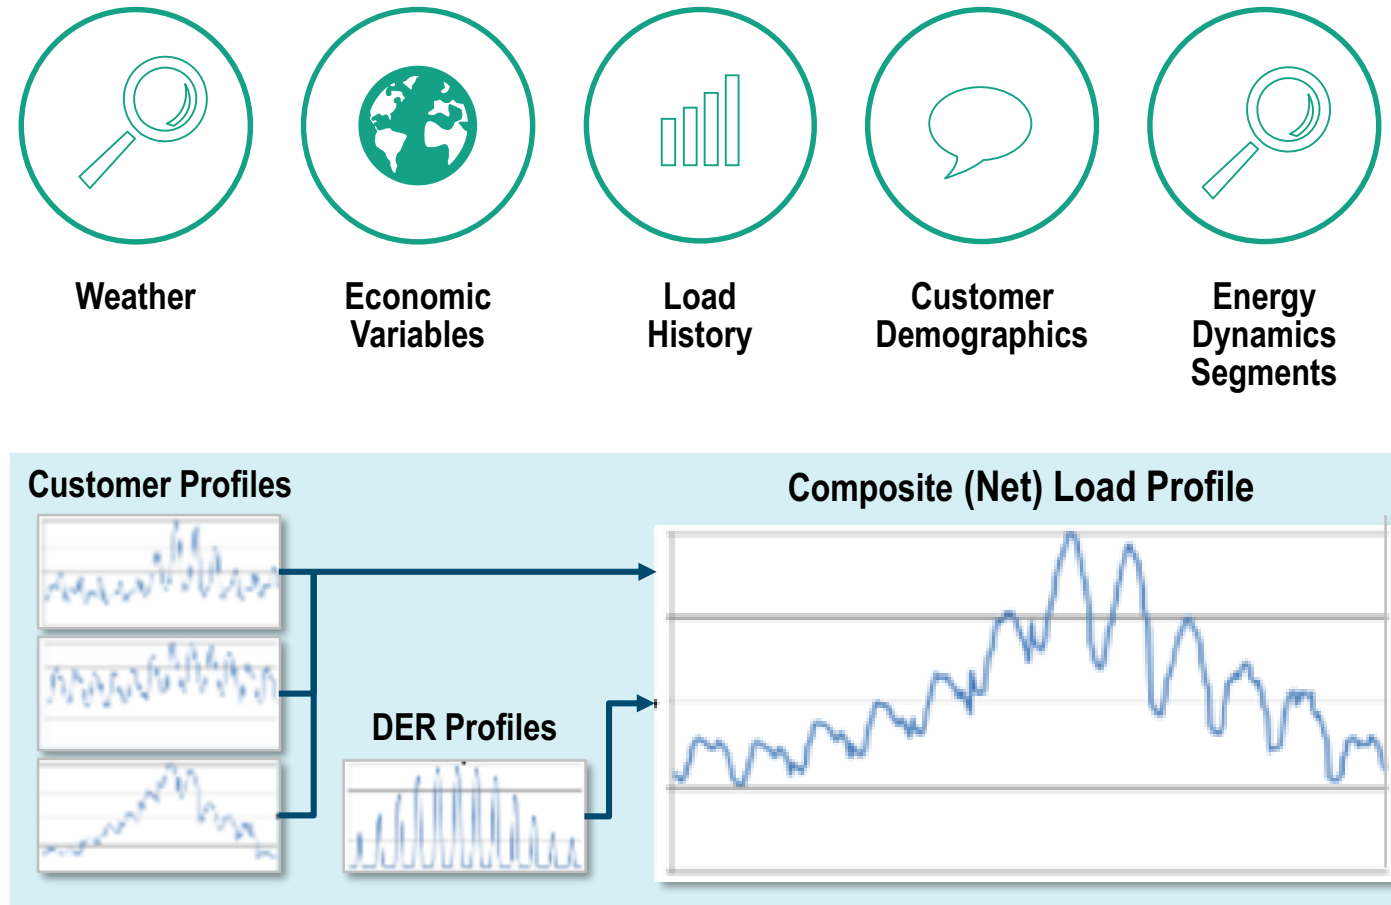 Weather
Economic
Variables
Load
History
Customer
Demographics
Energy
Dynamics
Segments
Customer Profiles
Composite (Net) Load Profile
DER Profiles